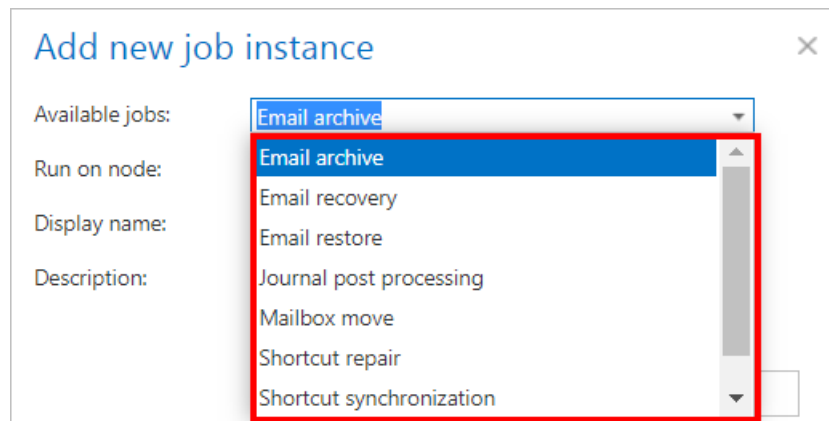 Add new job instance
Available jobs:
Email archive
Run on node:
Display name:
Description:
Email archive
Email recovery
Email restore
Journal post processing
Mailbox move
Shortcut repair
Shortcut synchronization